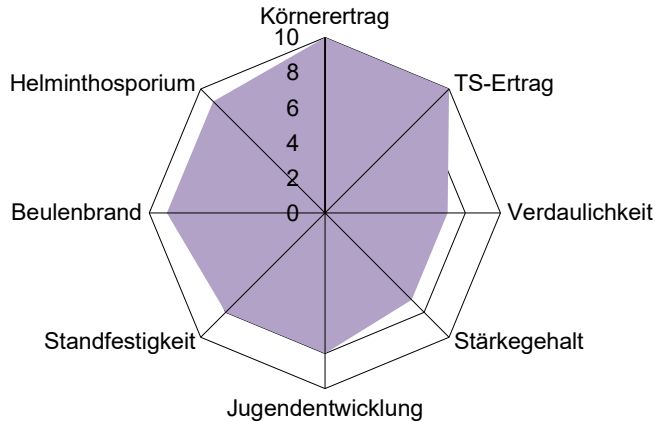 Körnerertrag
10
Helminthosporium
8
TS-Ertrag
6
4
2
Beulenbrand
0
Verdaulichkeit
Standfestigkeit
Stärkegehalt
Jugendentwicklung